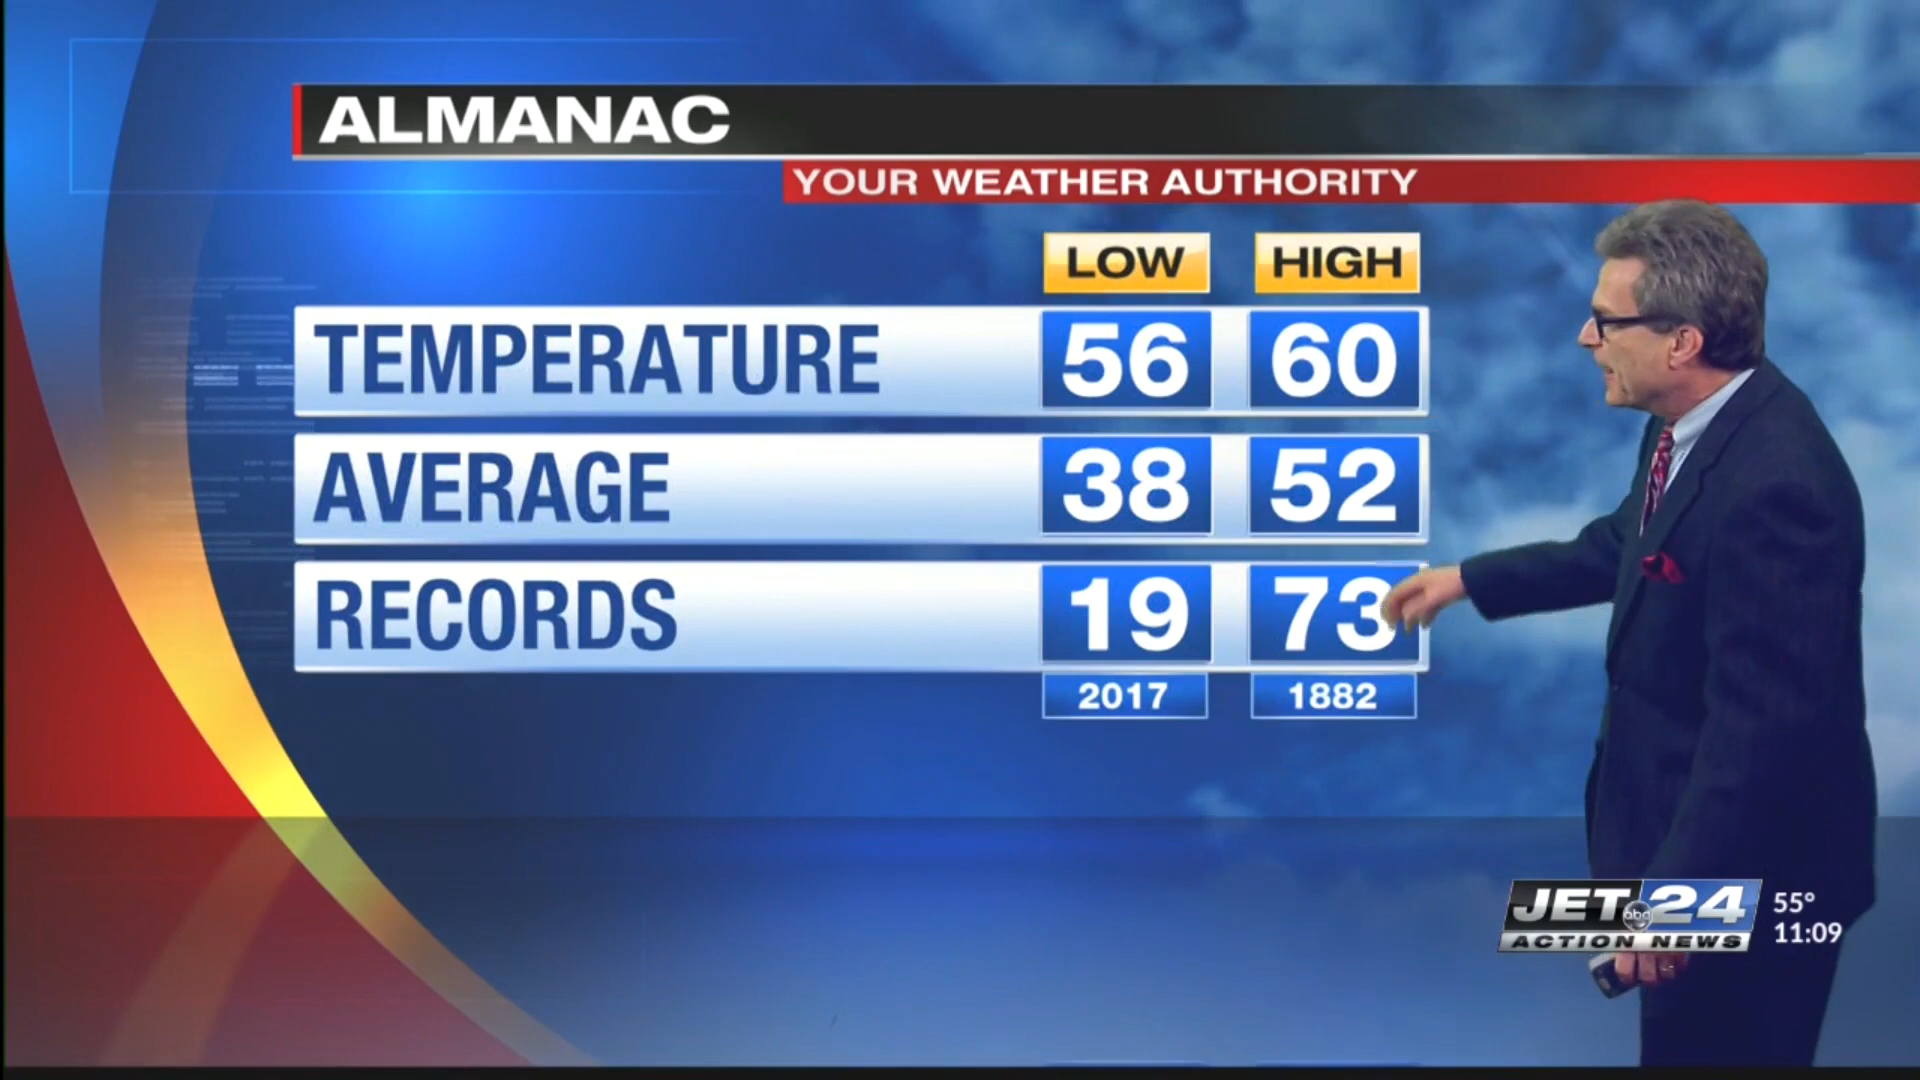 ALMANAC
YOUR WEATHER AUTHORITY
LOW HIGH
TEMPERATURE 56 60
AVERAGE 38 52
RECORDS 19 73
2017 1882
JET abc 24 55°
ACTION NEWS 11:09